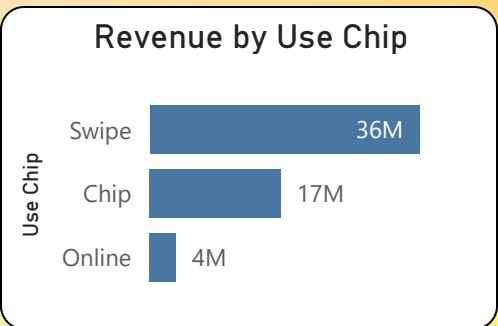 Revenue by Use Chip
Use Chip
Swipe 36M
Chip 17M
Online 4M